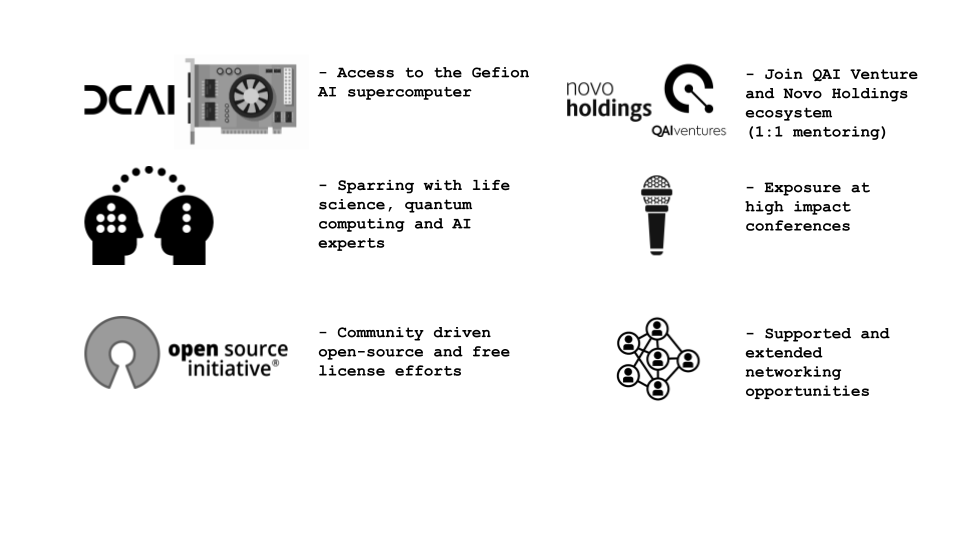 DCAI
- Access to the Gefion
AI supercomputer
novo
holdings
QAIventures
- Join QAI Venture
and Novo Holdings
ecosystem
(1:1 mentoring)
- Sparring with life
science, quantum
computing and AI
experts
- Exposure at
high impact
conferences
open source
initiative®
- Community driven
open-source and free
license efforts
- Supported and
extended
networking
opportunities